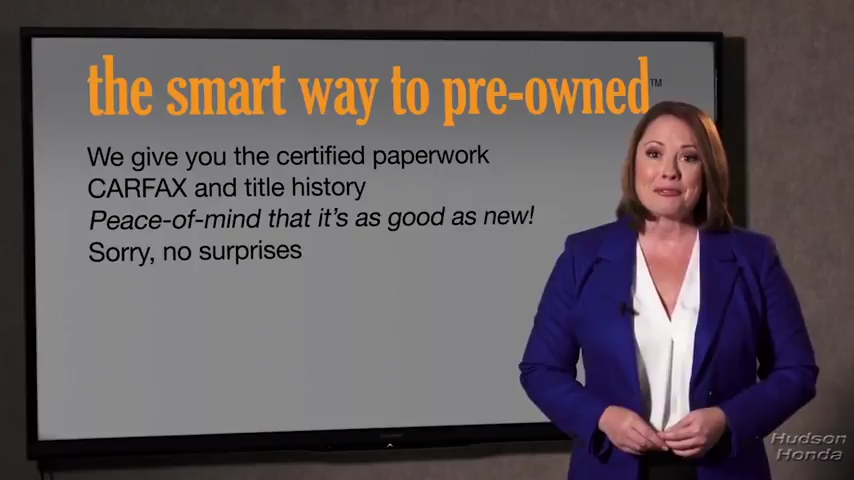 the smart way to pre-owned™
We give you the certified paperwork
CARFAX and title history
Peace-of-mind that it's as good as new!
Sorry, no surprises
Hudson
Honda